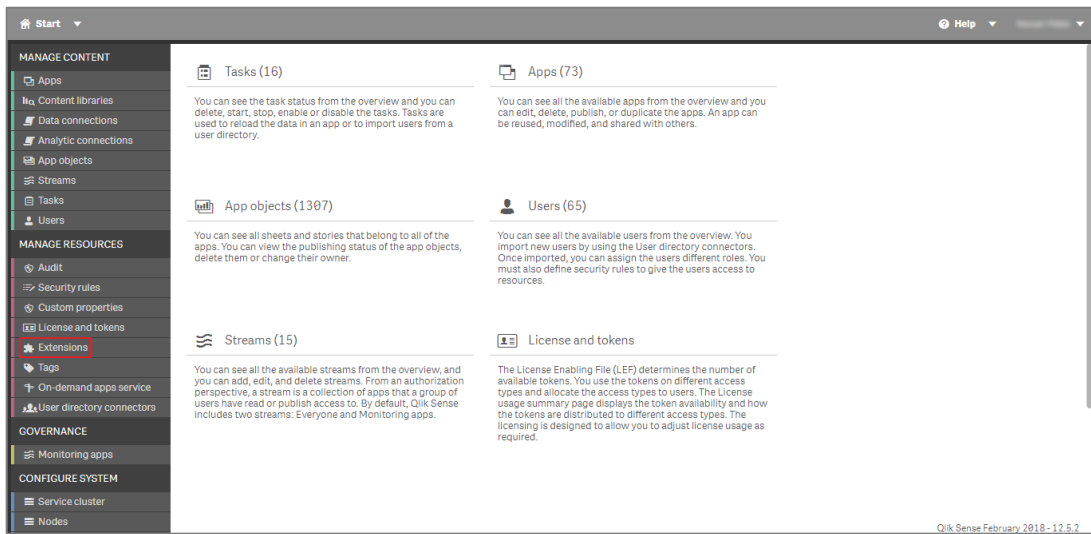 Start
Help
MANAGE CONTENT
Apps
Content libraries
Data connections
Analytic connections
App objects
Streams
Tasks
Users
MANAGE RESOURCES
Audit
Security rules
Custom properties
License and tokens
Extensions
Tags
On-demand apps service
User directory connectors
GOVERNANCE
Monitoring apps
CONFIGURE SYSTEM
Service cluster
Nodes
Tasks (16)
You can see the task status from the overview and you can
delete, start, stop, enable or disable the tasks. Tasks are
used to reload the data in an app or to import users from a
user directory.
Apps (73)
You can see all the available apps from the overview and you
can edit, delete, publish, or duplicate the apps. An app can
be reused, modified, and shared with others.
App objects (1307)
You can see all sheets and stories that belong to all of the
apps. You can view the publishing status of the app objects,
delete them or change their owner.
Users (65)
You can see all the available users from the overview. You
import new users by using the User directory connectors.
Once imported, you can assign the users different roles. You
must also define security rules to give the users access to
resources.
Streams (15)
You can see all the available streams from the overview, and
you can add, edit, and delete streams. From an authorization
perspective, a stream is a collection of apps that a group of
users have read or publish access to. By default, Qlik Sense
includes two streams: Everyone and Monitoring apps.
License and tokens
The License Enabling File (LEF) determines the number of
available tokens. You use the tokens on different access
types and allocate the access types to users. The License
usage summary page displays the token availability and how
the tokens are distributed to different access types. The
licensing is designed to allow you to adjust license usage as
required.
Qlik Sense February 2018 - 12.5.2